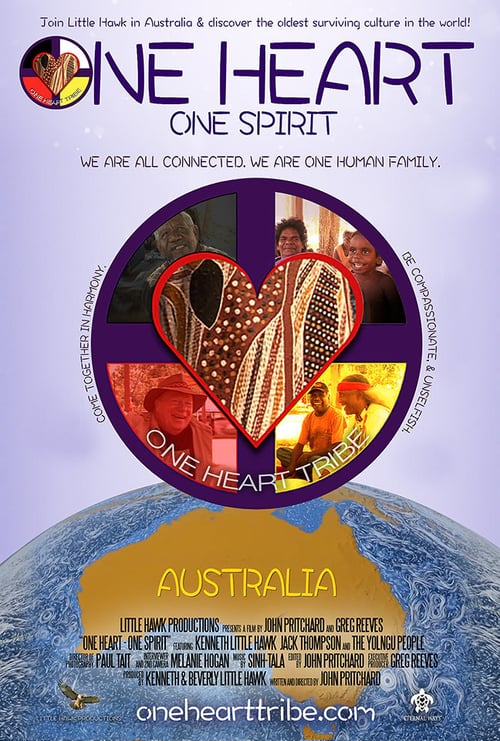 Join Little Hawk in Australia & discover the oldest surviving culture in the world!
ONE HEART
ONE HEART TRIBE
ONE SPIRIT
WE ARE ALL CONNECTED. WE ARE ONE HUMAN FAMILY.
COME TOGETHER IN HARMONY.
BE COMPASSIONATE, & UNSELFISH.
ONE HEART TRIBE
AUSTRALIA
LITTLE HAWK PRODUCTIONS PRESENTS A FILM BY JOHN PRITCHARD AND GREG REEVES
ONE HEART - ONE SPIRIT FEATURING KENNETH LITTLE HAWK JACK THOMPSON AND THE YOLNGU PEOPLE
DIRECTOR OF PHOTOGRAPHY PAUL TAIT INTERVIEWER AND 2ND CAMERA MELANIE HOGAN MUSIC BY SINH-TALA EDITED BY JOHN PRITCHARD EXECUTIVE PRODUCER GREG REEVES
PRODUCED BY KENNETH & BEVERLY LITTLE HAWK WRITTEN AND DIRECTED BY JOHN PRITCHARD
LITTLE HAWK PRODUCTIONS
onehearttribe.com
ETERNAL WAYS